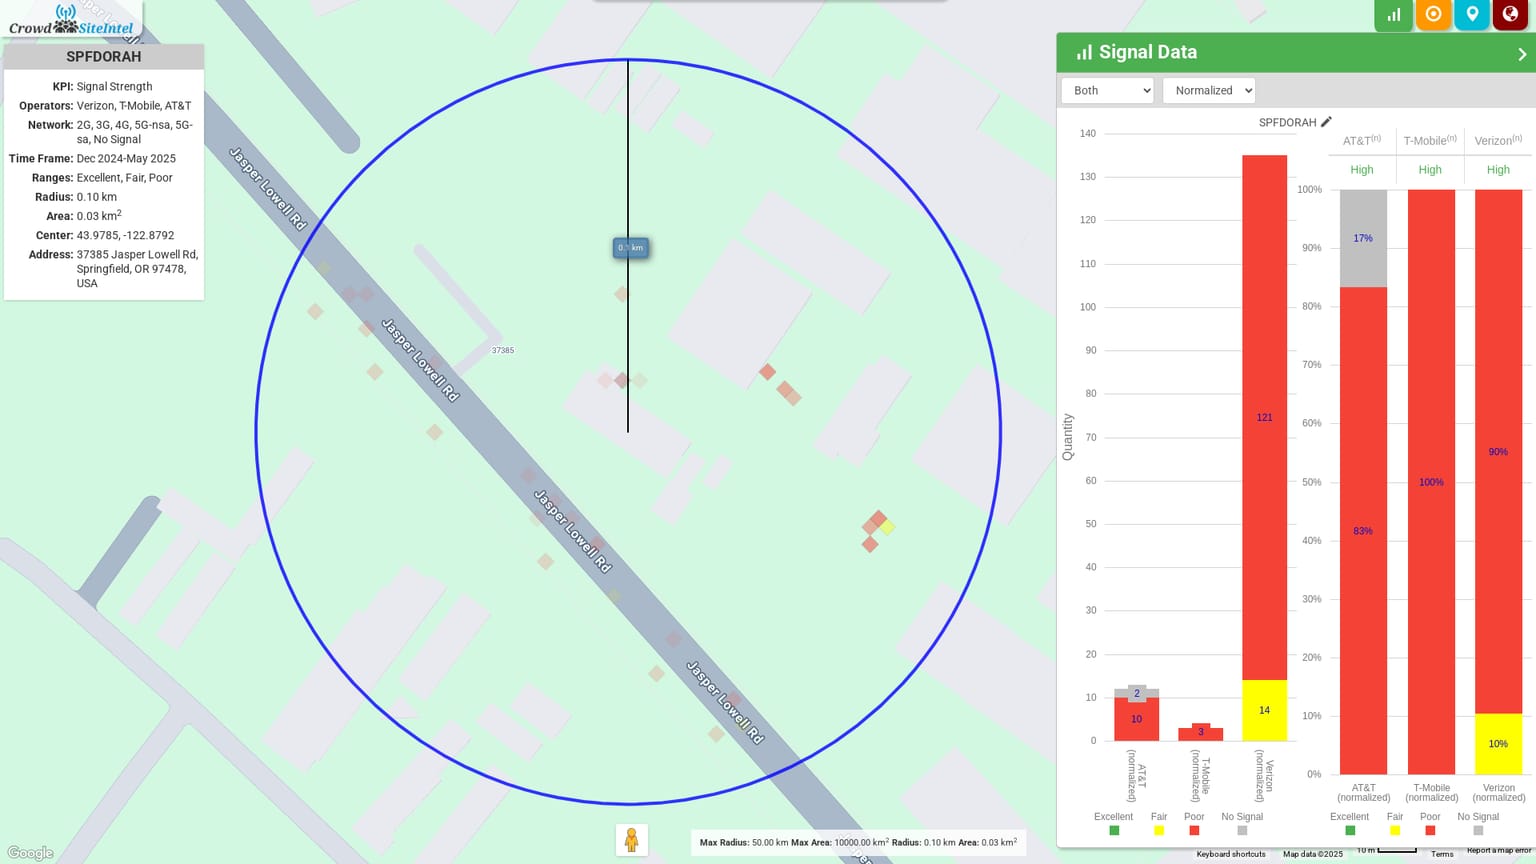 Crowd SiteIntel
SPFDORAH
KPI: Signal Strength
Operators: Verizon, T-Mobile, AT&T
Network: 2G, 3G, 4G, 5G-nsa, 5G-
sa, No Signal
Time Frame: Dec 2024-May 2025
Ranges: Excellent, Fair, Poor
Radius: 0.10 km
Area: 0.03 km²
Center: 43.9785, -122.8792
Address: 37385 Jasper Lowell Rd,
Springfield, OR 97478,
USA
Jasper Lowell Rd
Jasper Lowell Rd
Jasper Lowell Rd
Jasper Lowell Rd
0.1 km
37385
Google
Max Radius: 50.00 km Max Area: 10000.00 km² Radius: 0.10 km Area: 0.03 km²
Signal Data
Both
Normalized
SPFDORAH
Quantity
140
130
120
110
100
90
80
70
60
50
40
30
20
10
0
2
10
3
121
14
AT&T
(normalized)
T-Mobile
(normalized)
Verizon
(normalized)
Excellent Fair Poor No Signal
AT&T(n) T-Mobile(n) Verizon(n)
High High High
100%
90%
80%
70%
60%
50%
40%
30%
20%
10%
0%
17%
83%
100%
90%
10%
AT&T
(normalized)
T-Mobile
(normalized)
Verizon
(normalized)
Excellent Fair Poor No Signal
Keyboard shortcuts Map data ©2025 10 m Terms Report a map error